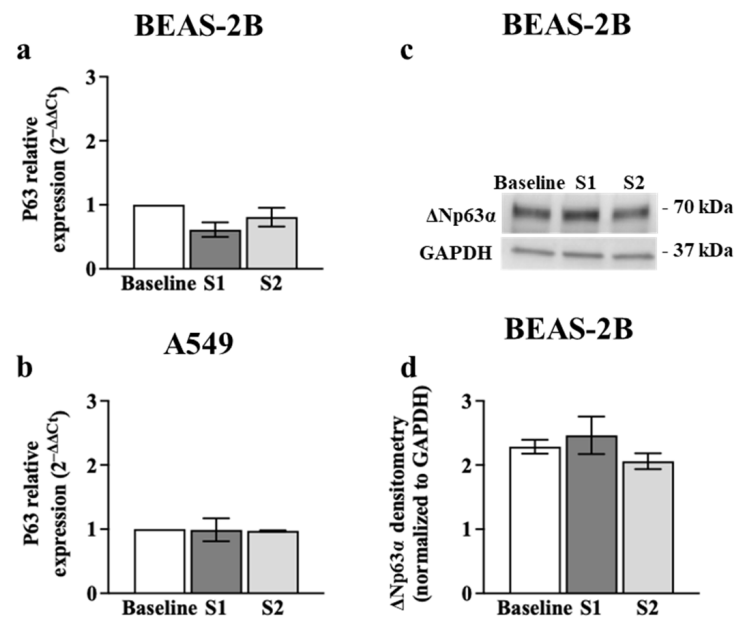 BEAS-2B
a
P63 relative
expression (2–ΔΔCt)
3
2
1
0
Baseline S1 S2
BEAS-2B
c
Baseline S1 S2
ΔNp63α - 70 kDa
GAPDH - 37 kDa
A549
b
P63 relative
expression (2–ΔΔCt)
3
2
1
0
Baseline S1 S2
BEAS-2B
d
ΔNp63α densitometry
(normalized to GAPDH)
3
2
1
0
Baseline S1 S2